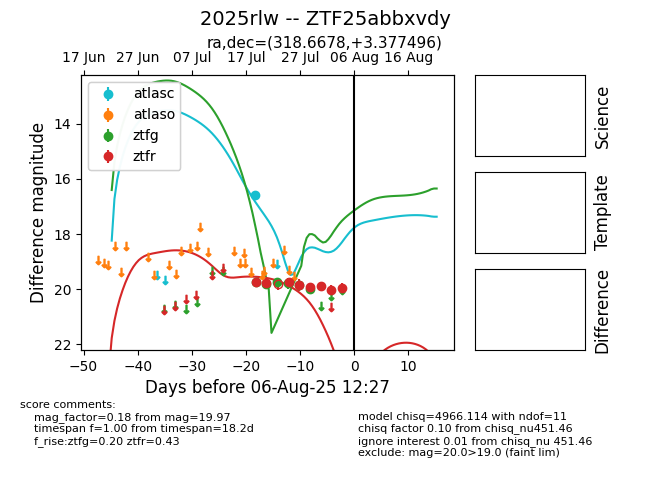 2025rlw -- ZTF25abbxvdy
ra,dec=(318.6678,+3.377496)
17 Jun 27 Jun 07 Jul 17 Jul 27 Jul 06 Aug 16 Aug
atlasc
atlaso
ztfg
ztfr
14
16
18
20
22
Difference magnitude
−50 −40 −30 −20 −10 0 10
Days before 06-Aug-25 12:27
Science
Template
Difference
score comments:
mag_factor=0.18 from mag=19.97
timespan f=1.00 from timespan=18.2d
f_rise:ztfg=0.20 ztfr=0.43
model chisq=4966.114 with ndof=11
chisq factor 0.10 from chisq_nu451.46
ignore interest 0.01 from chisq_nu 451.46
exclude: mag=20.0>19.0 (faint lim)